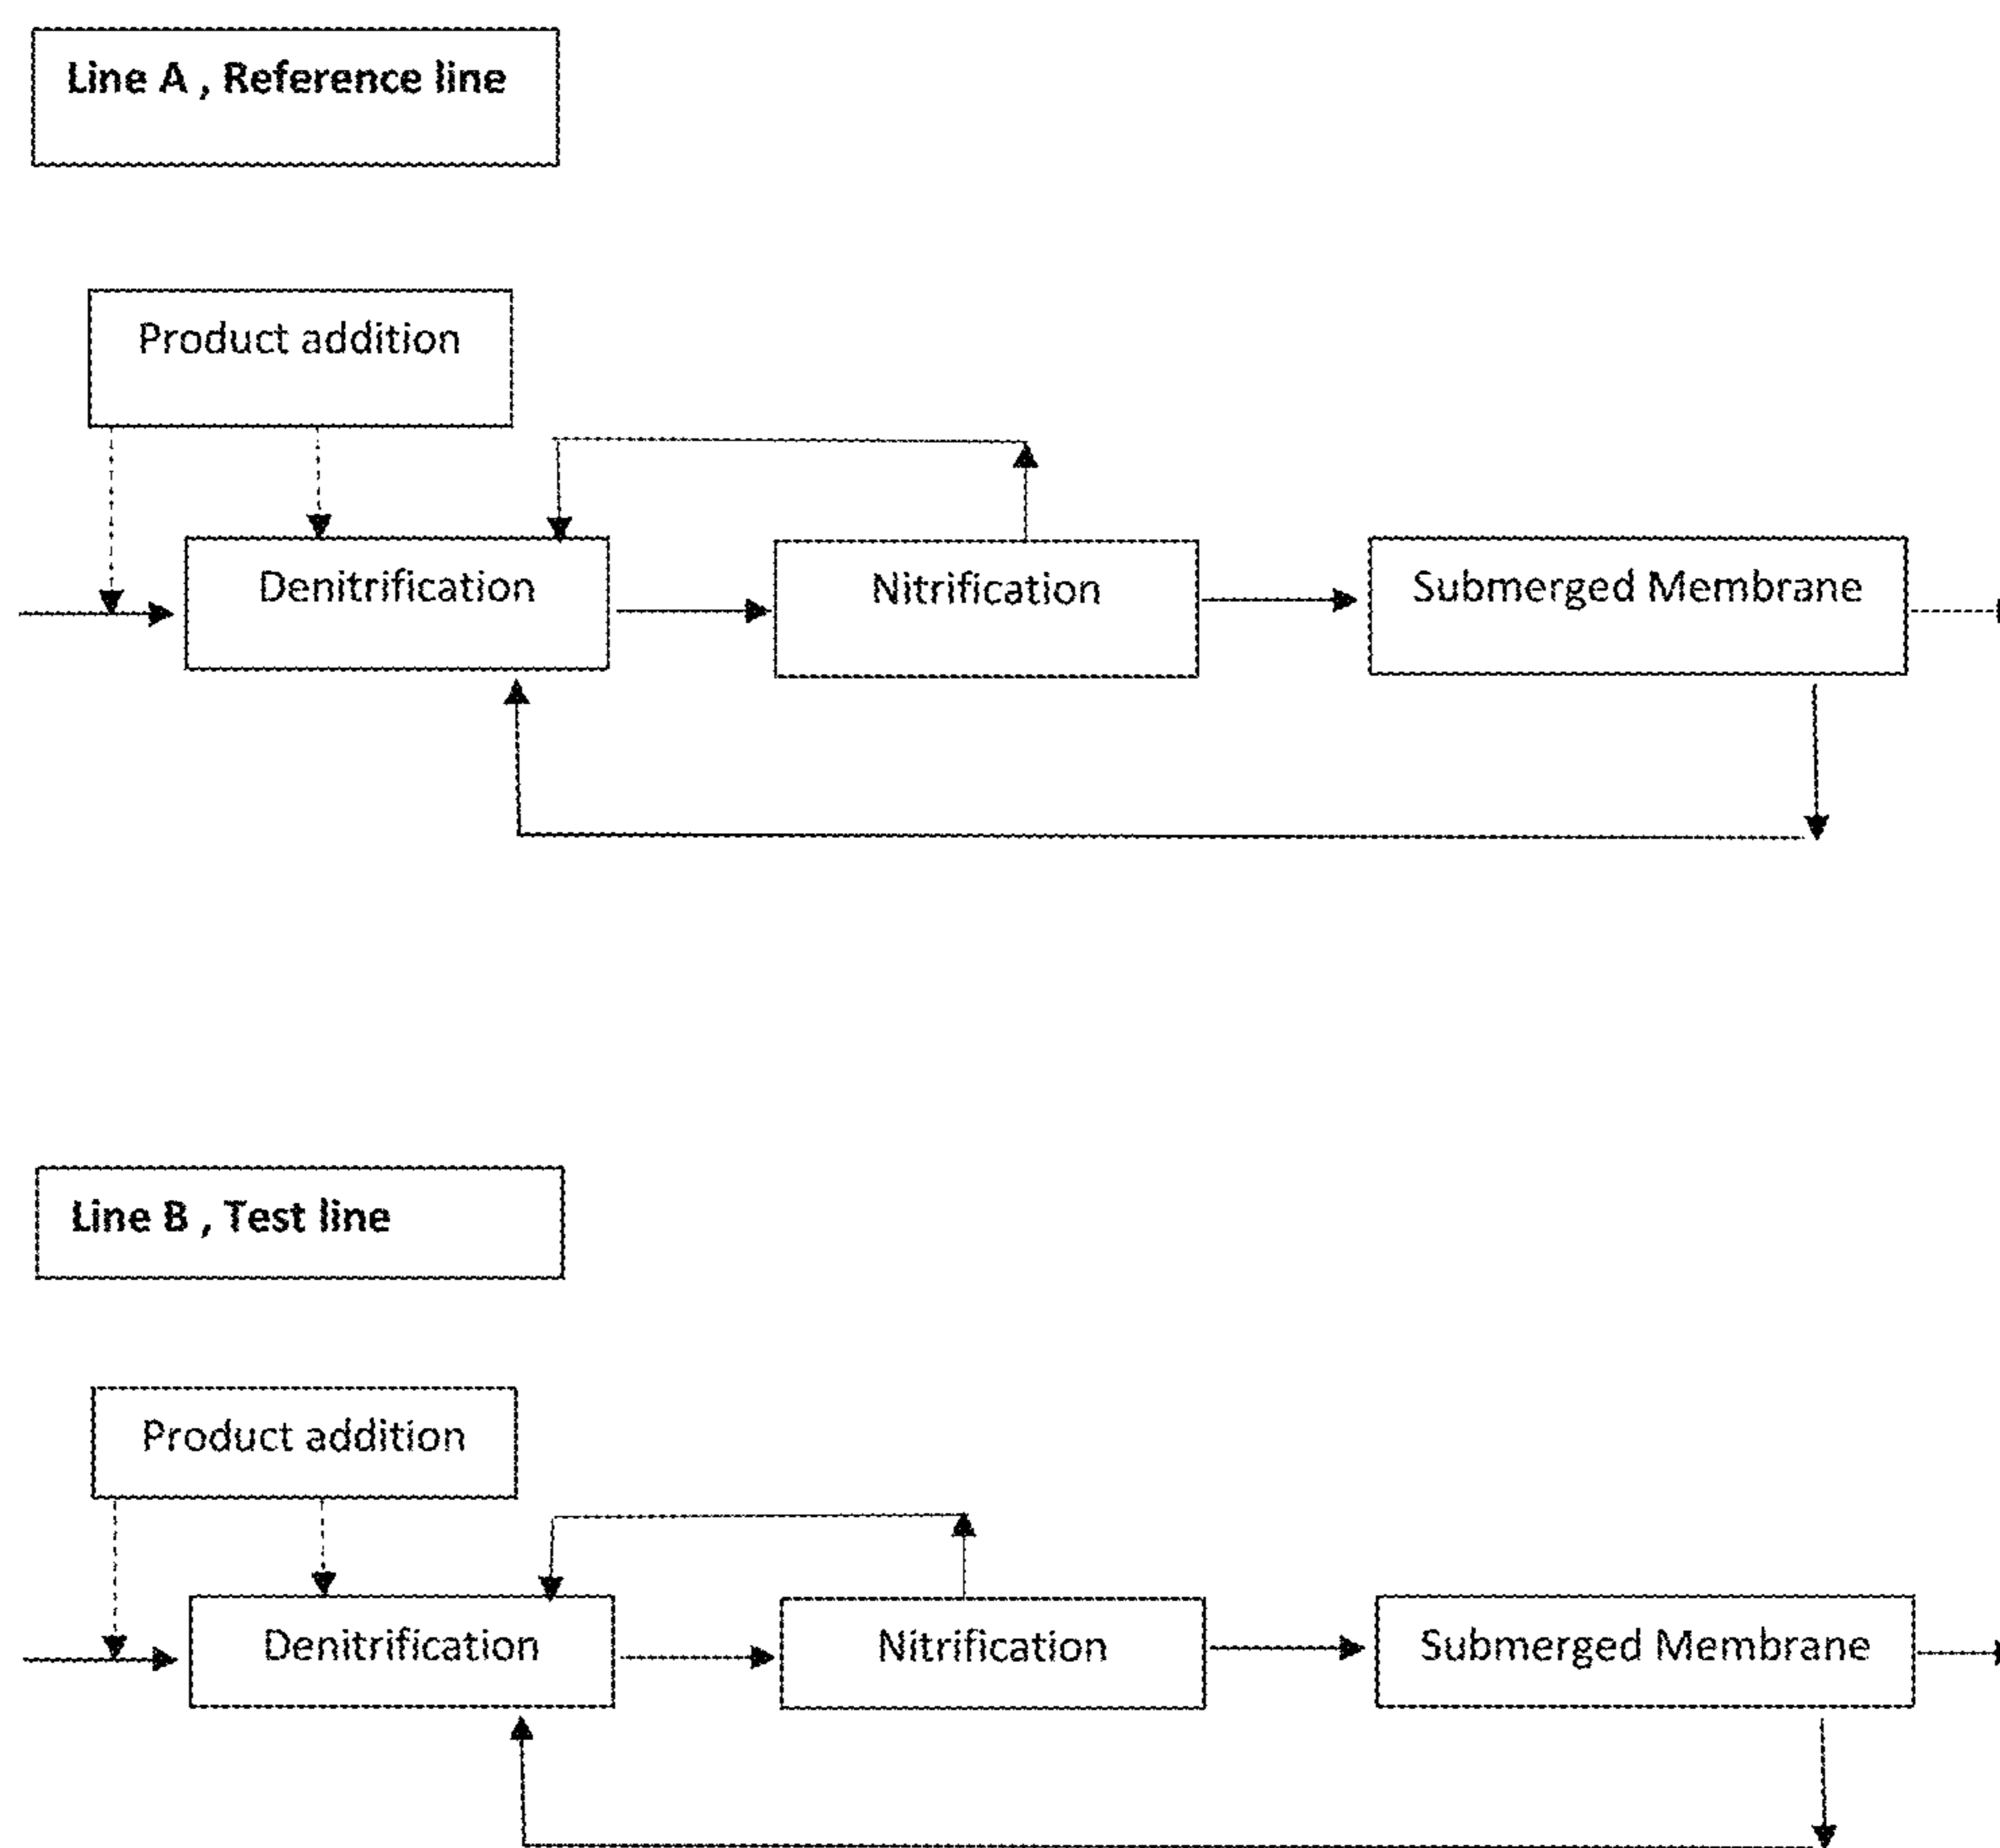 Line A , Reference line
Product addition
Denitrification
Nitrification
Submerged Membrane
Line B , Test line
Product addition
Denitrification
Nitrification
Submerged Membrane